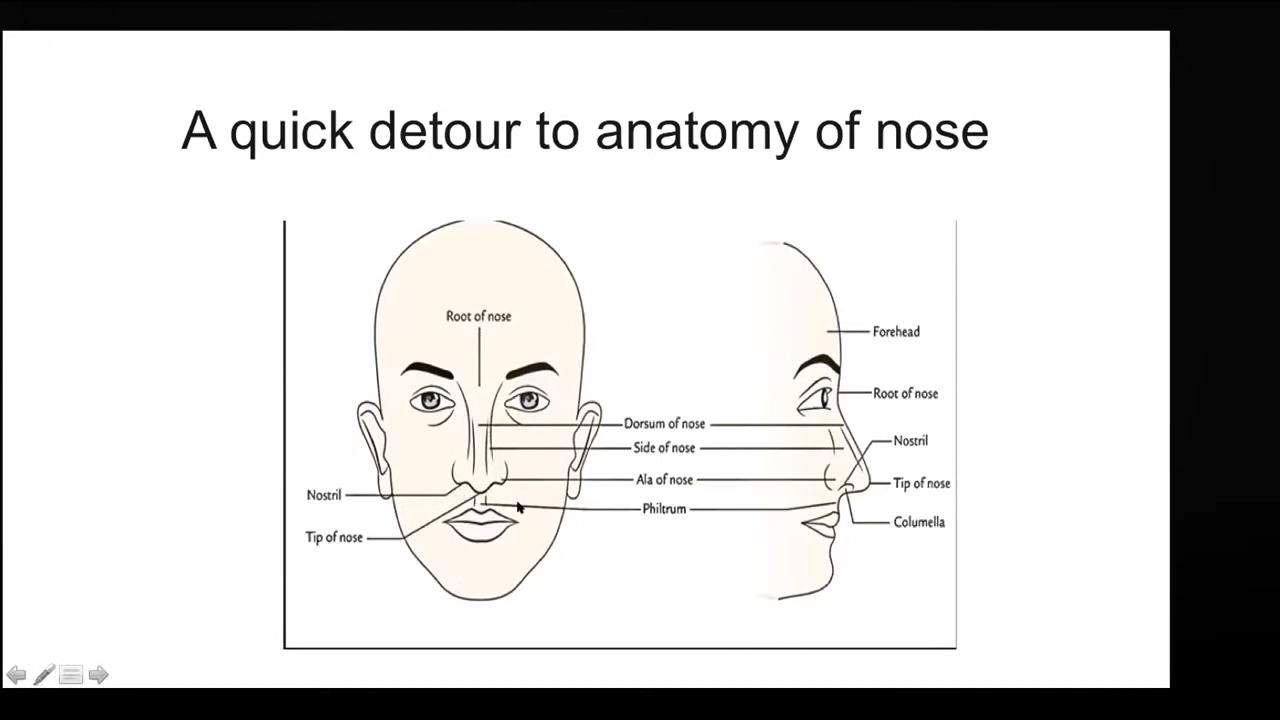 A quick detour to anatomy of nose
Root of nose
Forehead
Root of nose
Dorsum of nose
Nostril
Side of nose
Ala of nose
Tip of nose
Nostril
Philtrum
Columella
Tip of nose